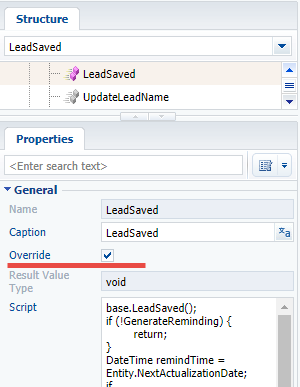 Structure
LeadSaved
LeadSaved
UpdateLeadName
Properties
<Enter search text>
General
Name LeadSaved
Caption LeadSaved
Override
Result Value void
Type
Script base.LeadSaved();
if (!GenerateReminding) {
return;
}
DateTime remindTime =
Entity.NextActualizationDate;
if